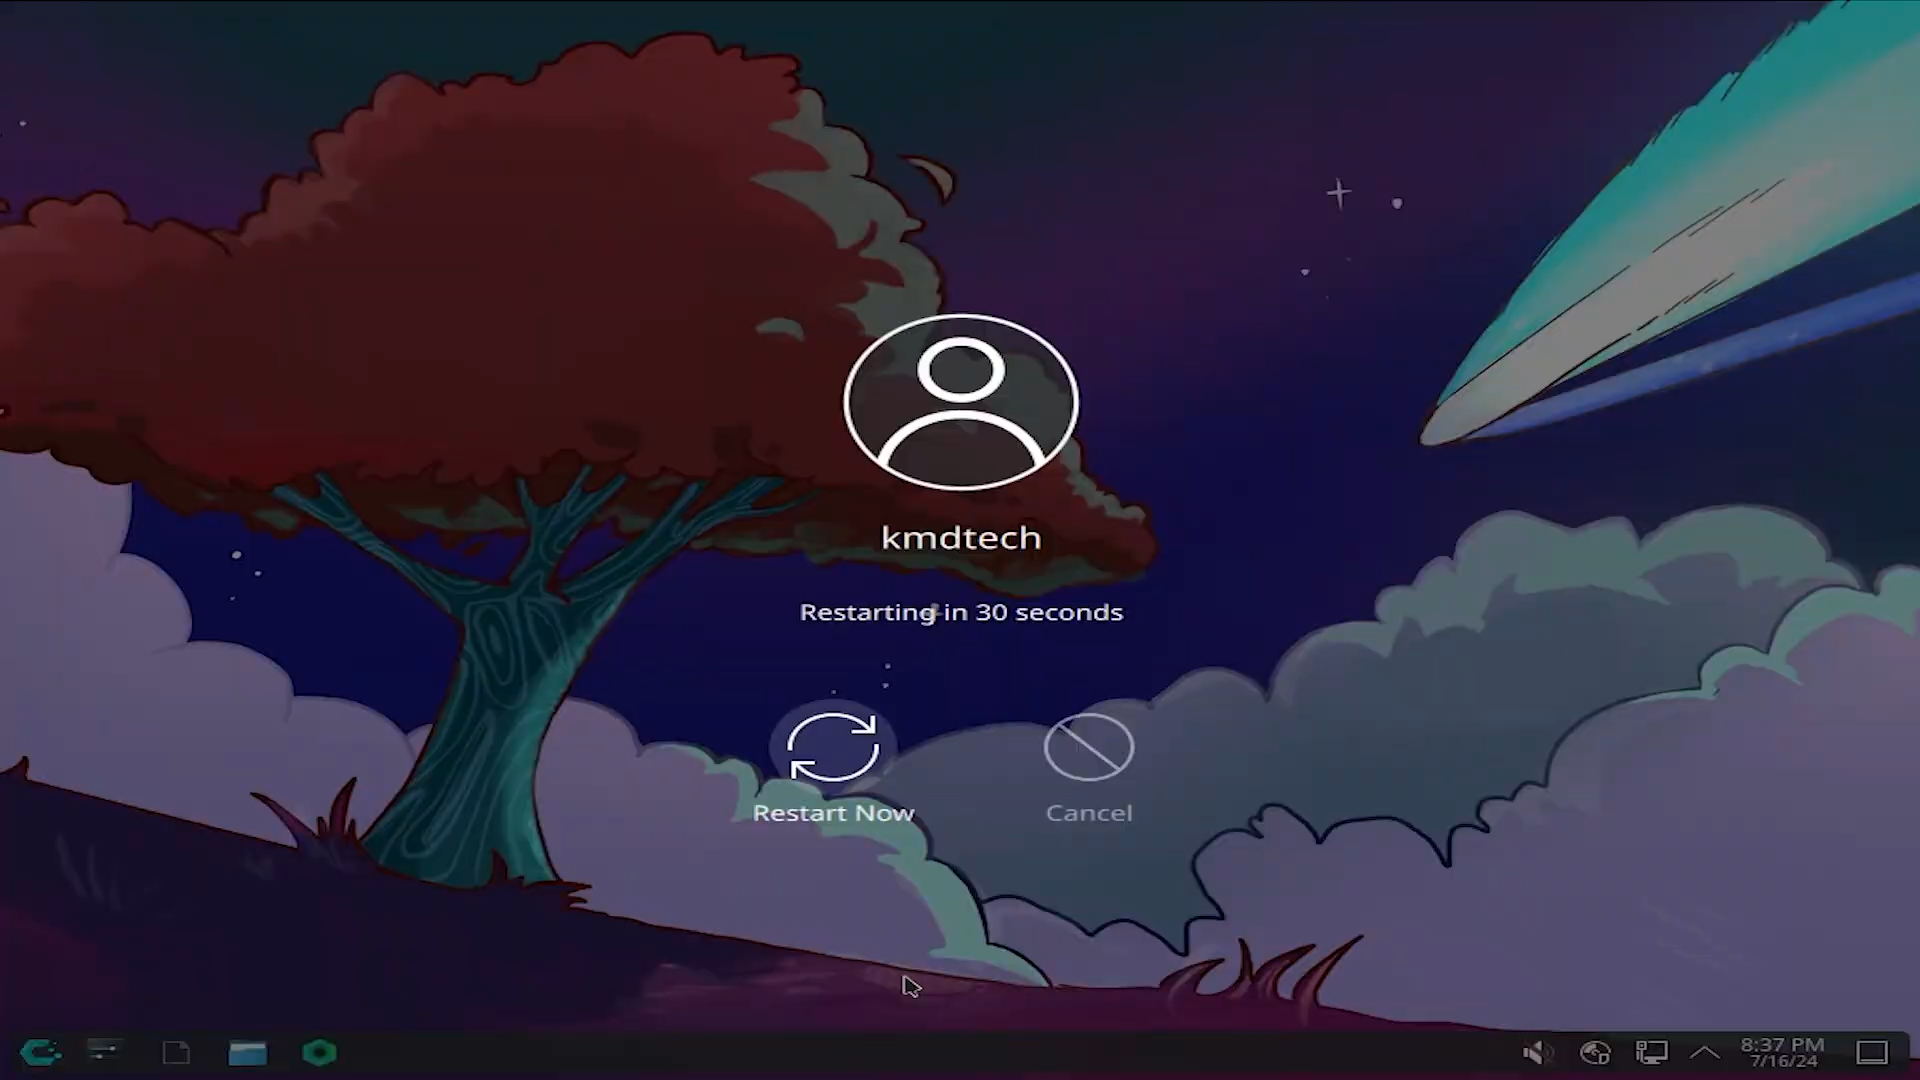 kmdtech
Restarting in 30 seconds
Restart Now
Cancel
8:37 PM
7/16/24